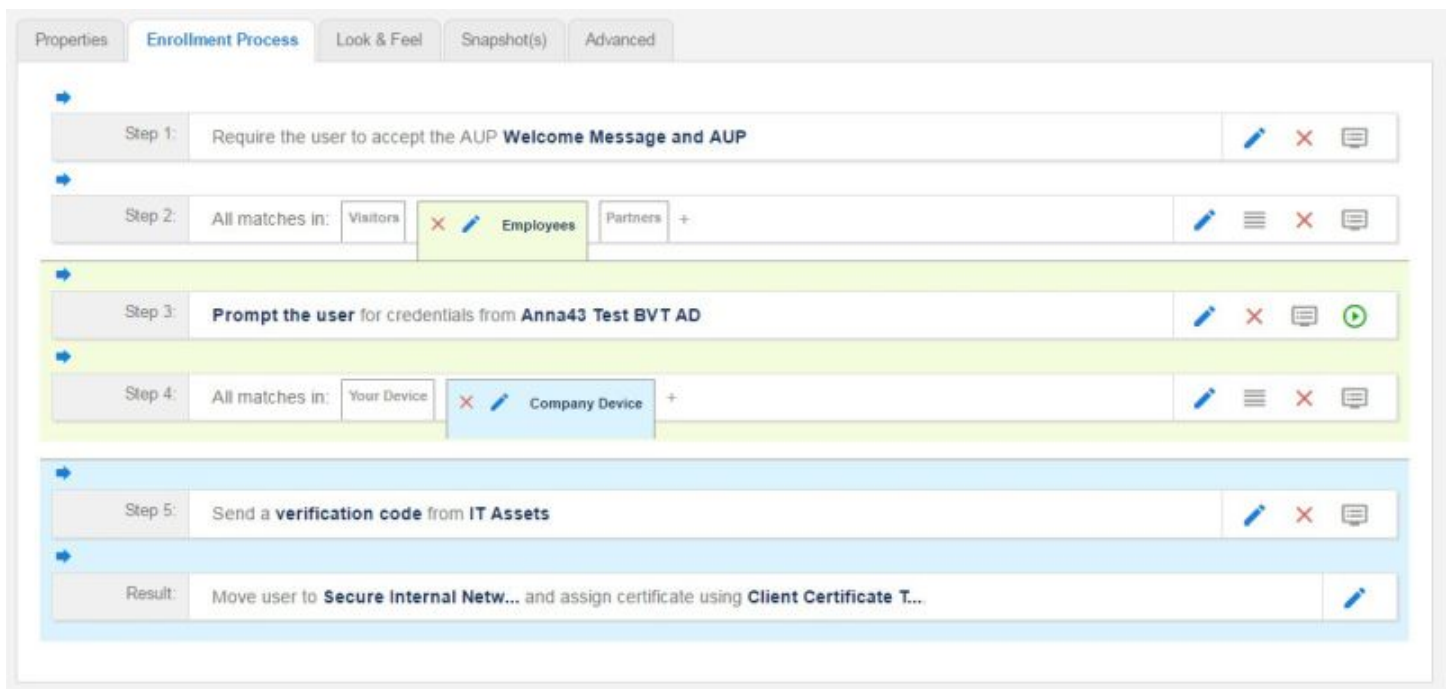 Properties Enrollment Process Look & Feel Snapshot(s) Advanced
Step 1: Require the user to accept the AUP Welcome Message and AUP
Step 2: All matches in: Visitors Employees Partners +
Step 3: Prompt the user for credentials from Anna43 Test BVT AD
Step 4: All matches in: Your Device Company Device +
Step 5: Send a verification code from IT Assets
Result: Move user to Secure Internal Netw... and assign certificate using Client Certificate T...